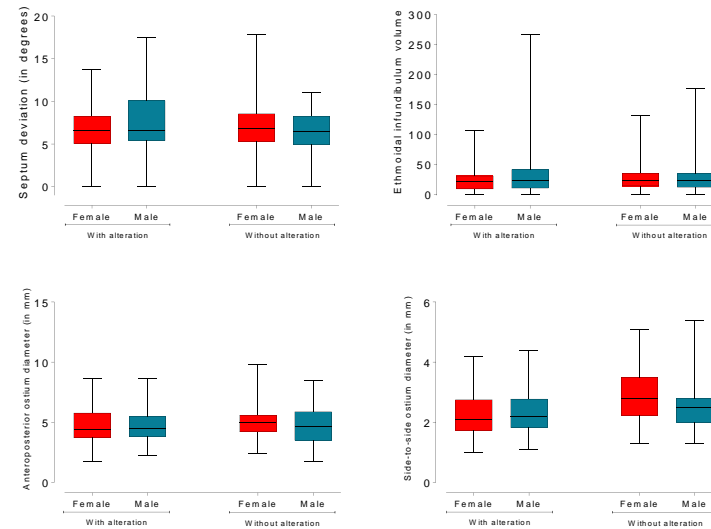 Septum deviation (in degrees)
20
15
10
5
0
Female Male Female Male
With alteration Without alteration
Ethmoidal infundibulum volume
300
250
200
150
100
50
0
Female Male Female Male
With alteration Without alteration
Anteroposterior ostium diameter (in mm)
15
10
5
0
Female Male Female Male
With alteration Without alteration
Side-to-side ostium diameter (in mm)
6
4
2
0
Female Male Female Male
With alteration Without alteration